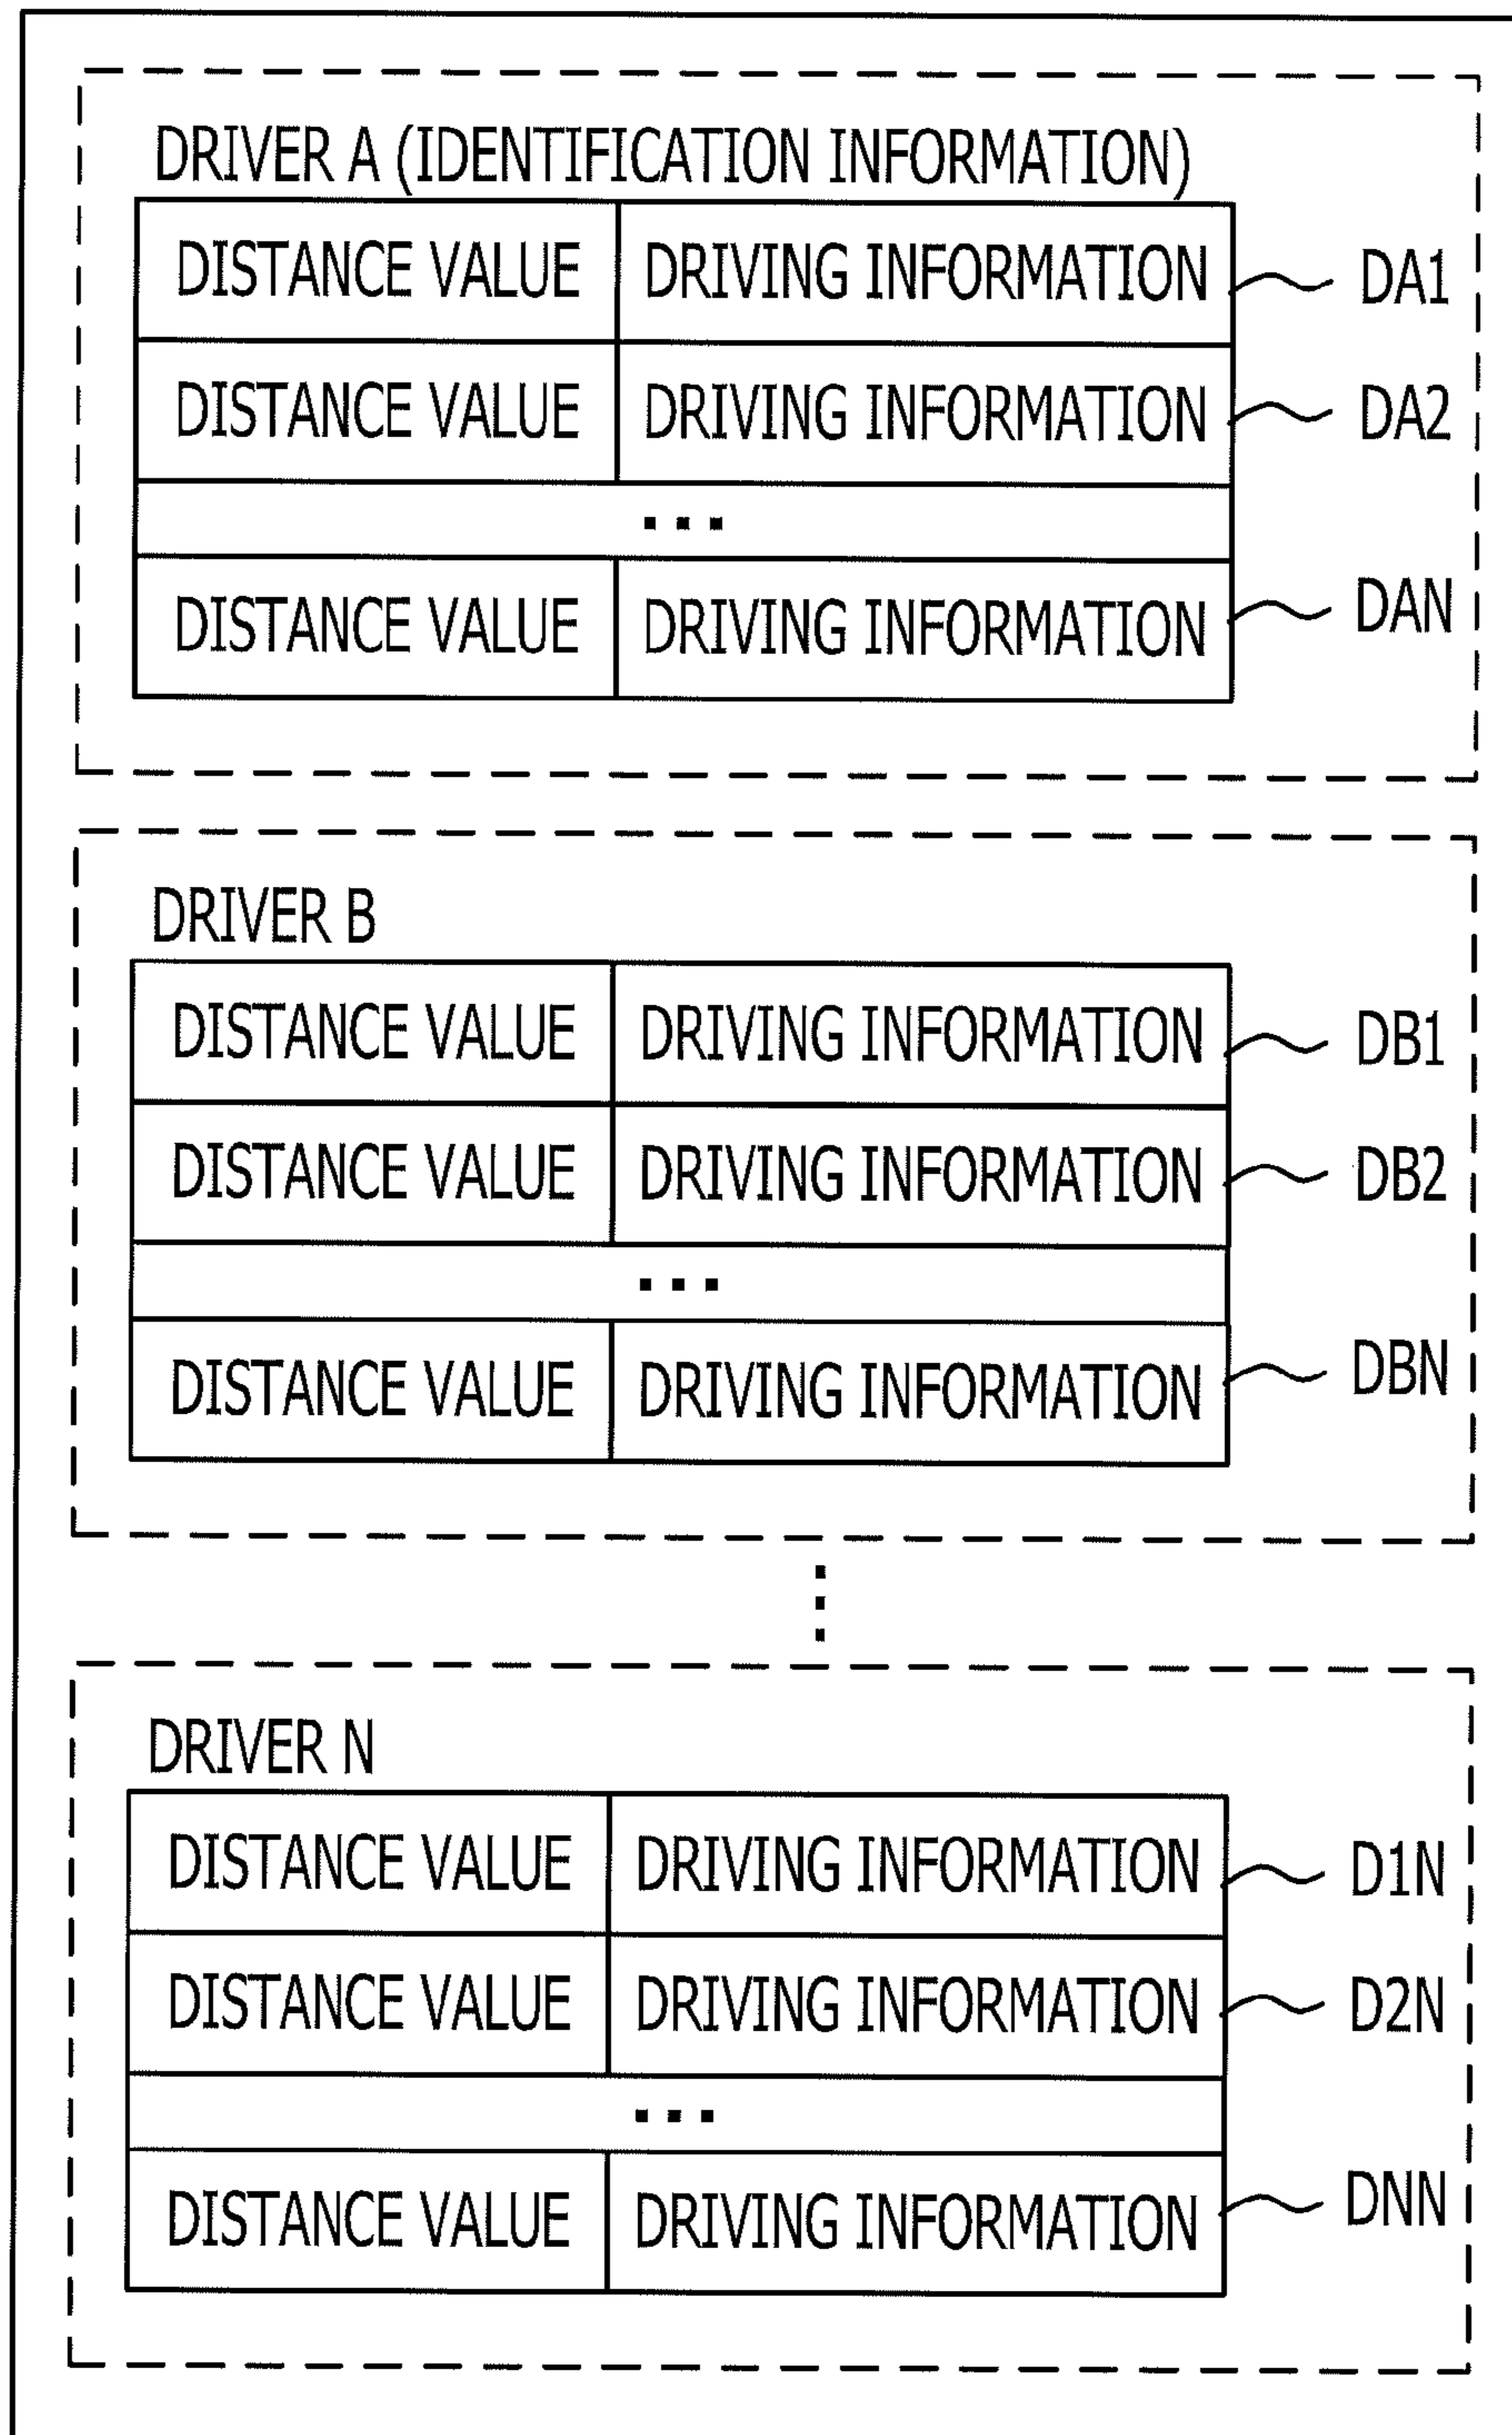 DRIVER A (IDENTIFICATION INFORMATION)
DISTANCE VALUE DRIVING INFORMATION DA1
DISTANCE VALUE DRIVING INFORMATION DA2
...
DISTANCE VALUE DRIVING INFORMATION DAN
DRIVER B
DISTANCE VALUE DRIVING INFORMATION DB1
DISTANCE VALUE DRIVING INFORMATION DB2
...
DISTANCE VALUE DRIVING INFORMATION DBN
DRIVER N
DISTANCE VALUE DRIVING INFORMATION D1N
DISTANCE VALUE DRIVING INFORMATION D2N
...
DISTANCE VALUE DRIVING INFORMATION DNN